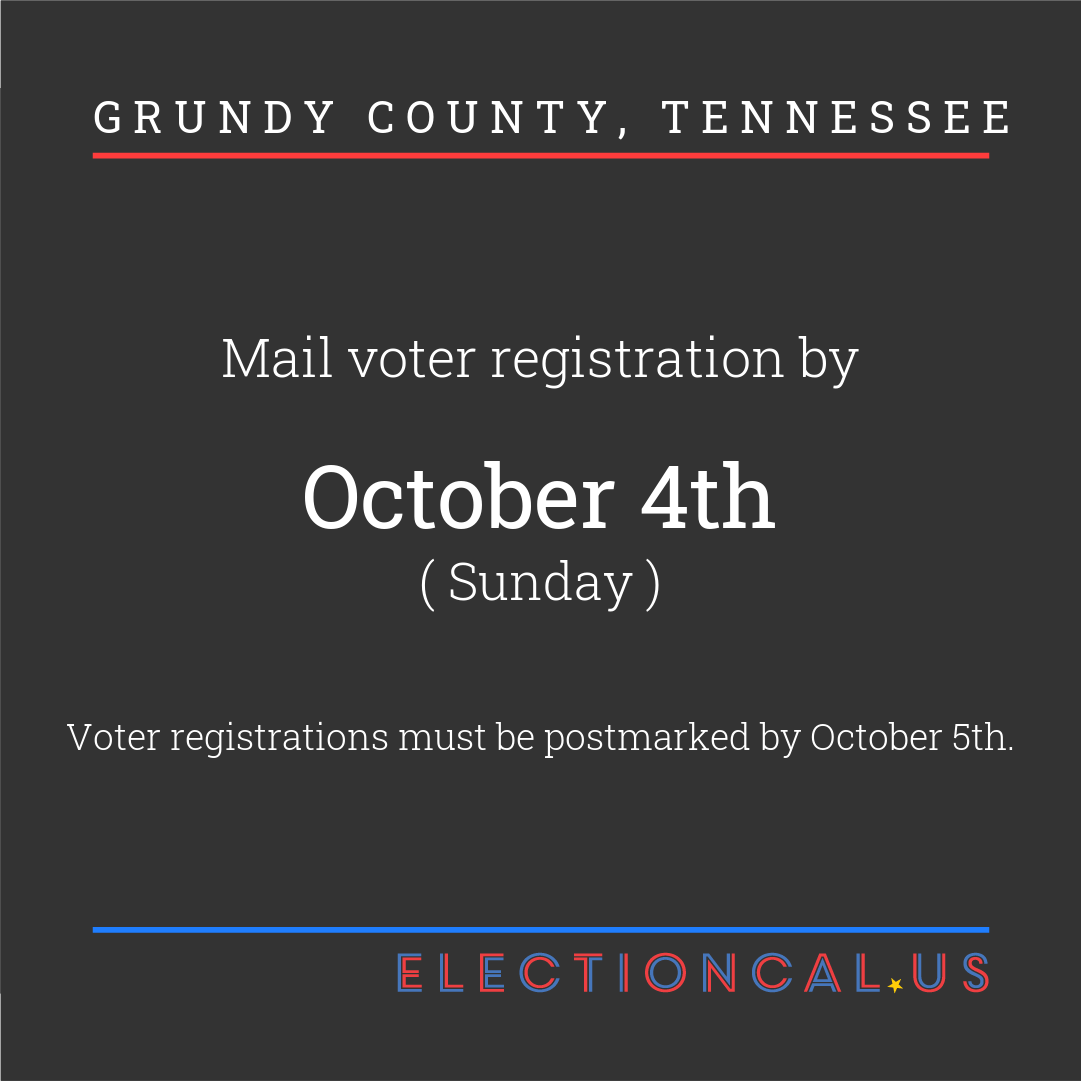 GRUNDY COUNTY, TENNESSEE
Mail voter registration by
October 4th
( Sunday )
Voter registrations must be postmarked by October 5th.
ELECTIONCAL.US